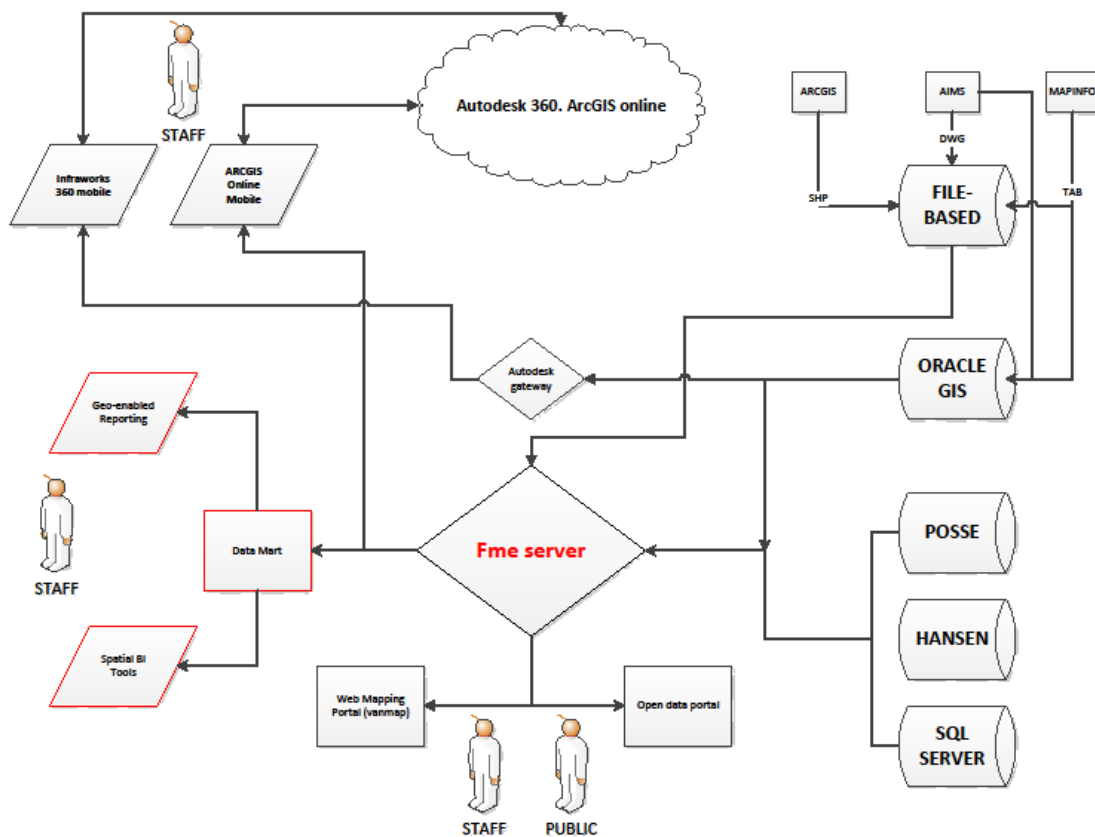 STAFF
Autodesk 360. ArcGIS online
ARCGIS
AIMS
MAPINFO
DWG
Infraworks
360 mobile
ARCGIS
Online
Mobile
SHP
FILE-
BASED
TAB
Autodesk
gateway
ORACLE
GIS
Geo-enabled
Reporting
STAFF
Data Mart
Fme server
POSSE
Spatial BI
Tools
HANSEN
Web Mapping
Portal (vanmap)
Open data portal
SQL
SERVER
STAFF
PUBLIC